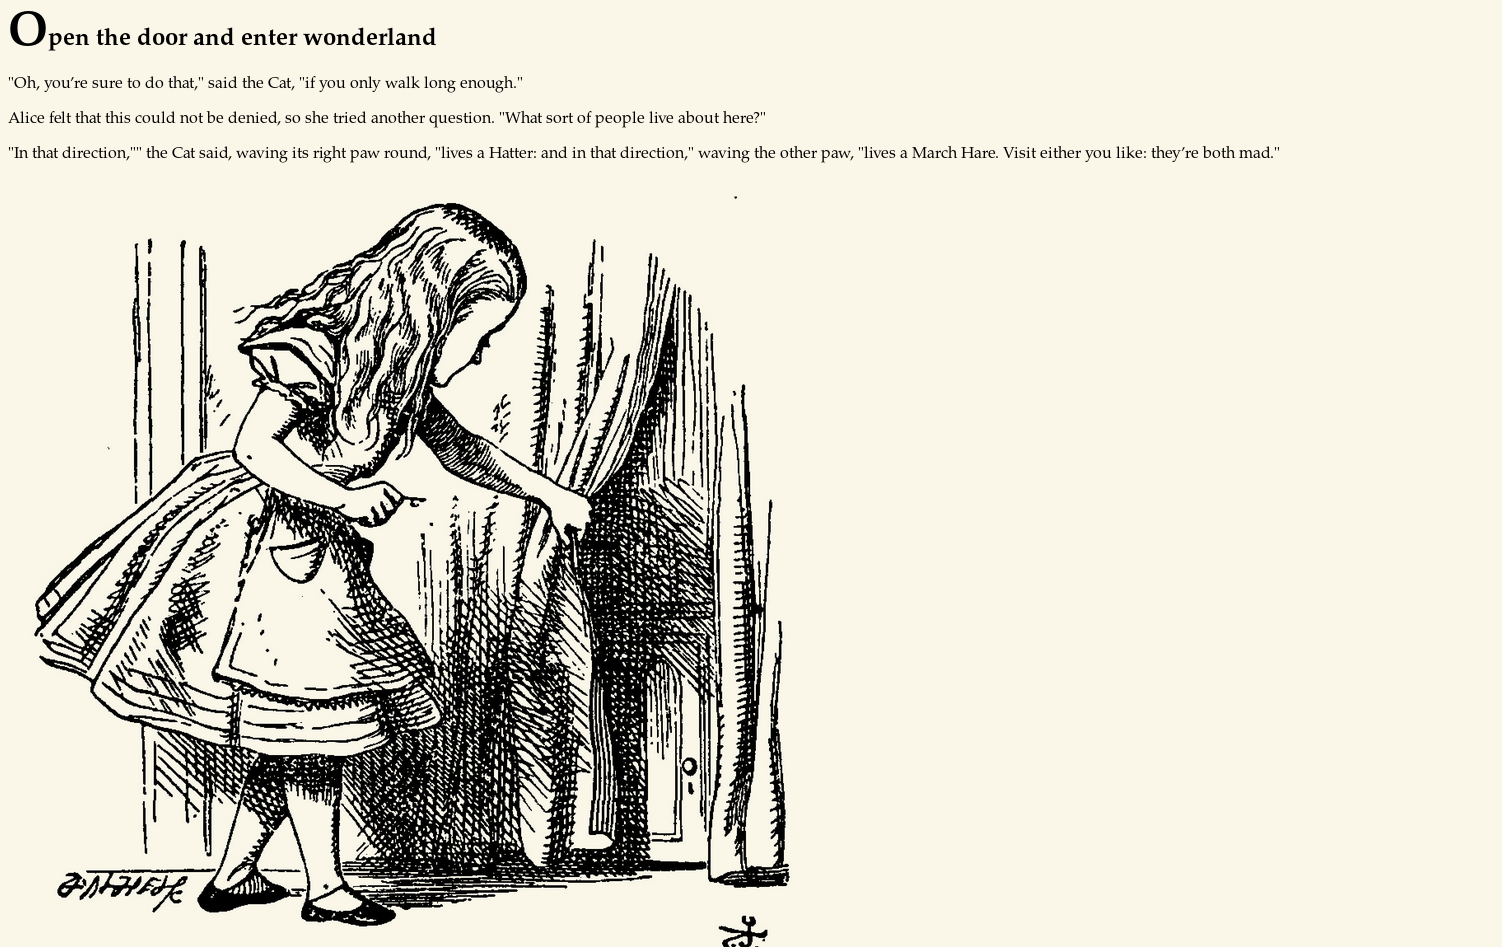 Open the door and enter wonderland
"Oh, you’re sure to do that," said the Cat, "if you only walk long enough."
Alice felt that this could not be denied, so she tried another question. "What sort of people live about here?"
"In that direction,"" the Cat said, waving its right paw round, "lives a Hatter: and in that direction," waving the other paw, "lives a March Hare. Visit either you like: they’re both mad."